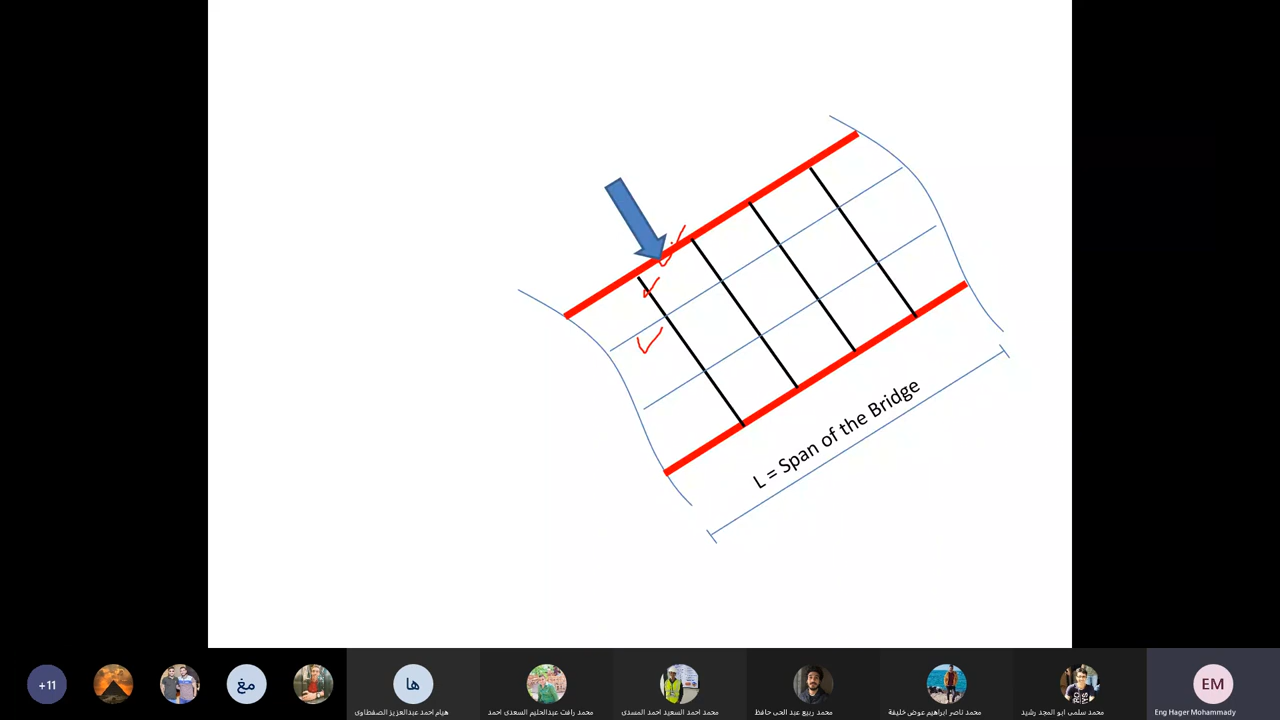 L = Span of the Bridge
+11
مغ
ها
هيام احمد عبدالعزيز الصفطاوى
محمد رافت عبدالحليم السعدى احمد
محمد احمد السعيد احمد المسدى
محمد ربيع عبد الحى حافظ
محمد ناصر ابراهيم عوض خليفة
محمد سلمى ابو المجد رشيد
EM
Eng Hager Mohammady